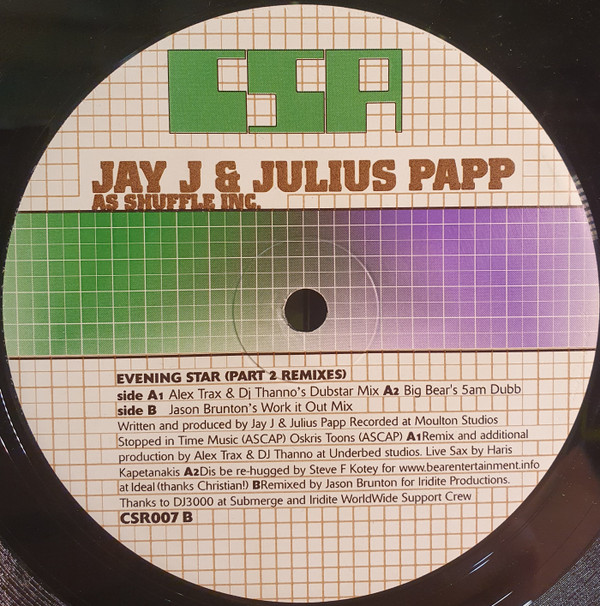 CSR
JAY J & JULIUS PAPP
AS SHUFFLE INC.
EVENING STAR (PART 2 REMIXES)
side A1 Alex Trax & Dj Thanno's Dubstar Mix A2 Big Bear's 5am Dubb
side B Jason Brunton's Work it Out Mix
Written and produced by Jay J & Julius Papp Recorded at Moulton Studios
Stopped in Time Music (ASCAP) Oskris Toons (ASCAP) A1Remix and additional
production by Alex Trax & DJ Thanno at Underbed studios. Live Sax by Haris
Kapetanakis A2Dis be re-hugged by Steve F Kotey for www.bearentertainment.info
at Ideal (thanks Christian!) BRemixed by Jason Brunton for Iridite Productions.
Thanks to DJ3000 at Submerge and Iridite WorldWide Support Crew
CSR007 B